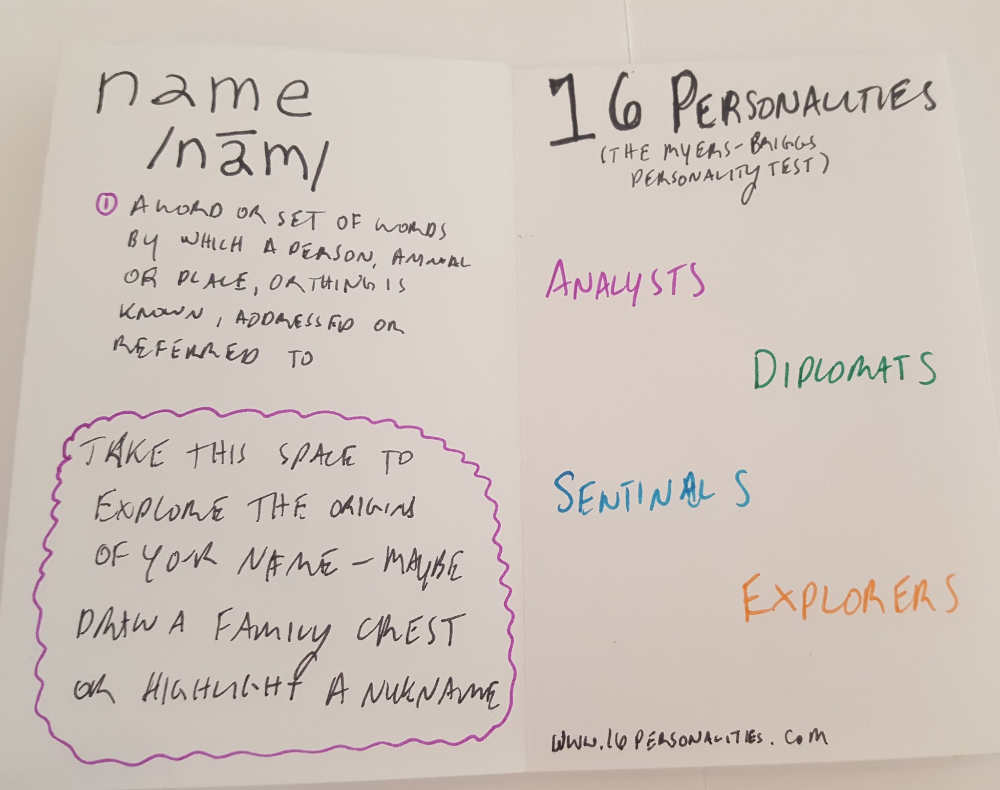 name
/nām/
① A WORD OR SET OF WORDS
BY WHICH A PERSON, ANIMAL
OR PLACE, OR THING IS
KNOWN, ADDRESSED OR
REFERRED TO
TAKE THIS SPACE TO
EXPLORE THE ORIGINS
OF YOUR NAME – MAYBE
DRAW A FAMILY CREST
OR HIGHLIGHT A NICKNAME
16 PERSONALITIES
(THE MYERS-BRIGGS
PERSONALITY TEST)
ANALYSTS
DIPLOMATS
SENTINALS
EXPLORERS
WWW.16PERSONALITIES.COM